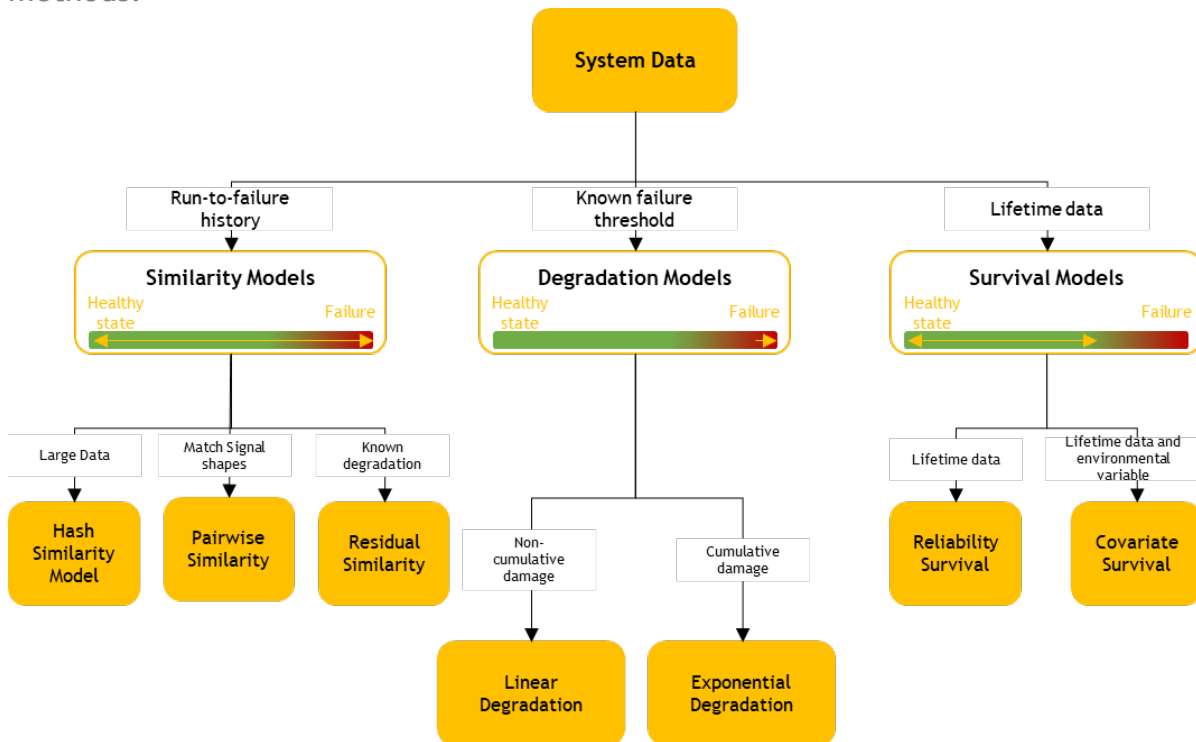 methods.
System Data
Run-to-failure
history
Known failure
threshold
Lifetime data
Similarity Models
Healthy
state
Failure
Degradation Models
Healthy
state
Failure
Survival Models
Healthy
state
Failure
Large Data
Match Signal
shapes
Known
degradation
Lifetime data
Lifetime data and
environmental
variable
Hash
Similarity
Model
Pairwise
Similarity
Residual
Similarity
Non-
cumulative
damage
Cumulative
damage
Reliability
Survival
Covariate
Survival
Linear
Degradation
Exponential
Degradation